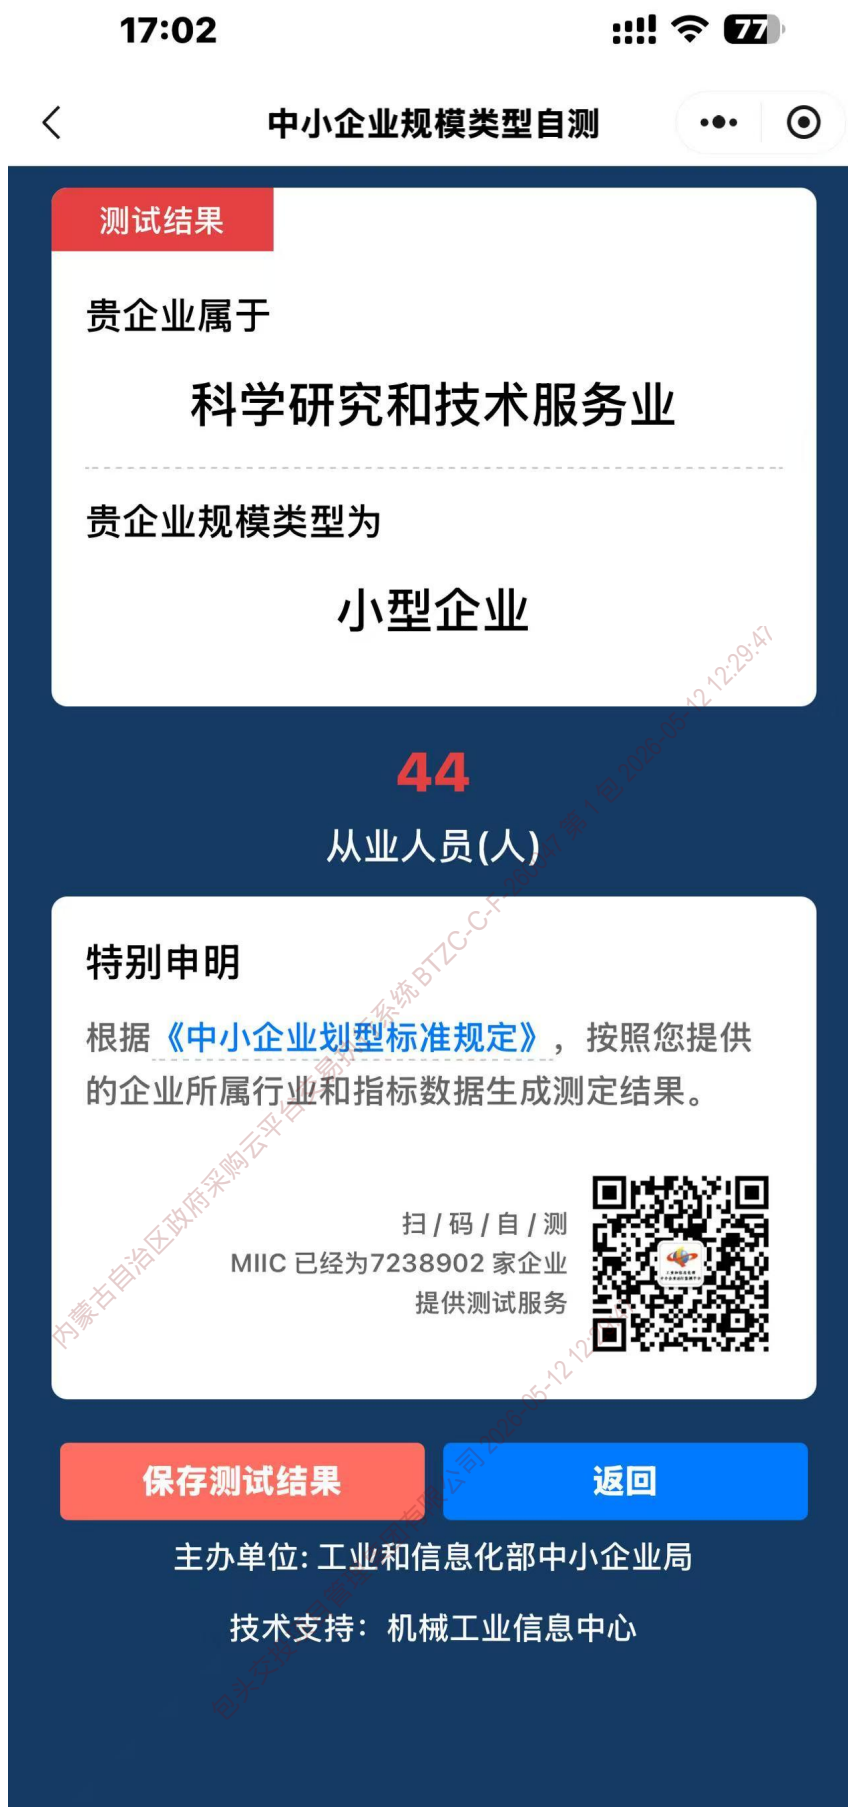 17:02
77
中小企业规模类型自测
测试结果
贵企业属于
科学研究和技术服务业
贵企业规模类型为
小型企业
44
从业人员(人)
特别申明
根据《中小企业划型标准规定》，按照您提供
的企业所属行业和指标数据生成测定结果。
扫 / 码 / 自 / 测
MIIC 已经为7238902 家企业
提供测试服务
保存测试结果
返回
主办单位: 工业和信息化部中小企业局
技术支持：机械工业信息中心